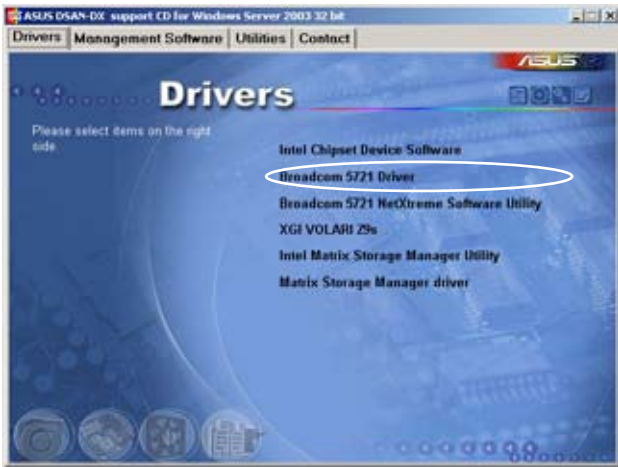 ASUS DSAN-DX support CD for Windows Server 2003 32 bit
Drivers Management Software Utilities Contact
ASUS
Drivers
Please select items on the right
side.
Intel Chipset Device Software
Broadcom 5721 Driver
Broadcom 5721 NetXtreme Software Utility
XGI VOLARI Z9s
Intel Matrix Storage Manager Utility
Matrix Storage Manager driver